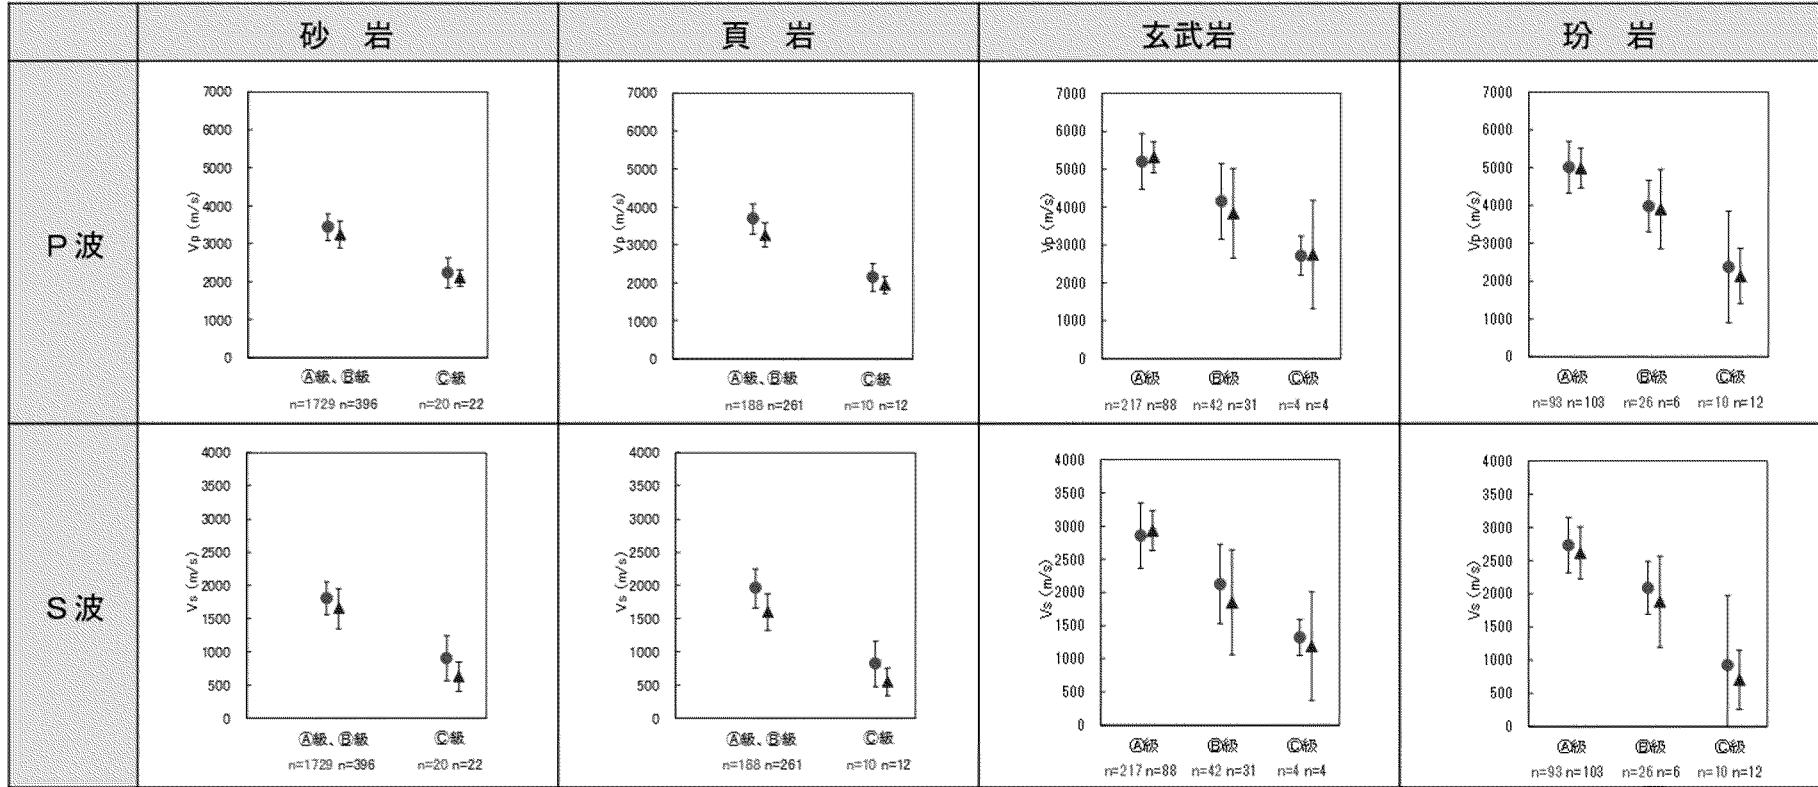 砂 岩
頁 岩
玄武岩
玢 岩
P波
7000
6000
5000
4000
3000
2000
1000
0
Vp (m/s)
Ⓐ級、Ⓑ級
Ⓒ級
n=1729 n=396
n=20 n=22
7000
6000
5000
4000
3000
2000
1000
0
Vp (m/s)
Ⓐ級、Ⓑ級
Ⓒ級
n=188 n=261
n=10 n=12
7000
6000
5000
4000
3000
2000
1000
0
Vp (m/s)
Ⓐ級
Ⓑ級
Ⓒ級
n=217 n=88
n=42 n=31
n=4 n=4
7000
6000
5000
4000
3000
2000
1000
0
Vp (m/s)
Ⓐ級
Ⓑ級
Ⓒ級
n=93 n=103
n=26 n=6
n=10 n=12
S波
4000
3500
3000
2500
2000
1500
1000
500
0
Vs (m/s)
Ⓐ級、Ⓑ級
Ⓒ級
n=1729 n=396
n=20 n=22
4000
3500
3000
2500
2000
1500
1000
500
0
Vs (m/s)
Ⓐ級、Ⓑ級
Ⓒ級
n=188 n=261
n=10 n=12
4000
3500
3000
2500
2000
1500
1000
500
0
Vs (m/s)
Ⓐ級
Ⓑ級
Ⓒ級
n=217 n=88
n=42 n=31
n=4 n=4
4000
3500
3000
2500
2000
1500
1000
500
0
Vs (m/s)
Ⓐ級
Ⓑ級
Ⓒ級
n=93 n=103
n=26 n=6
n=10 n=12